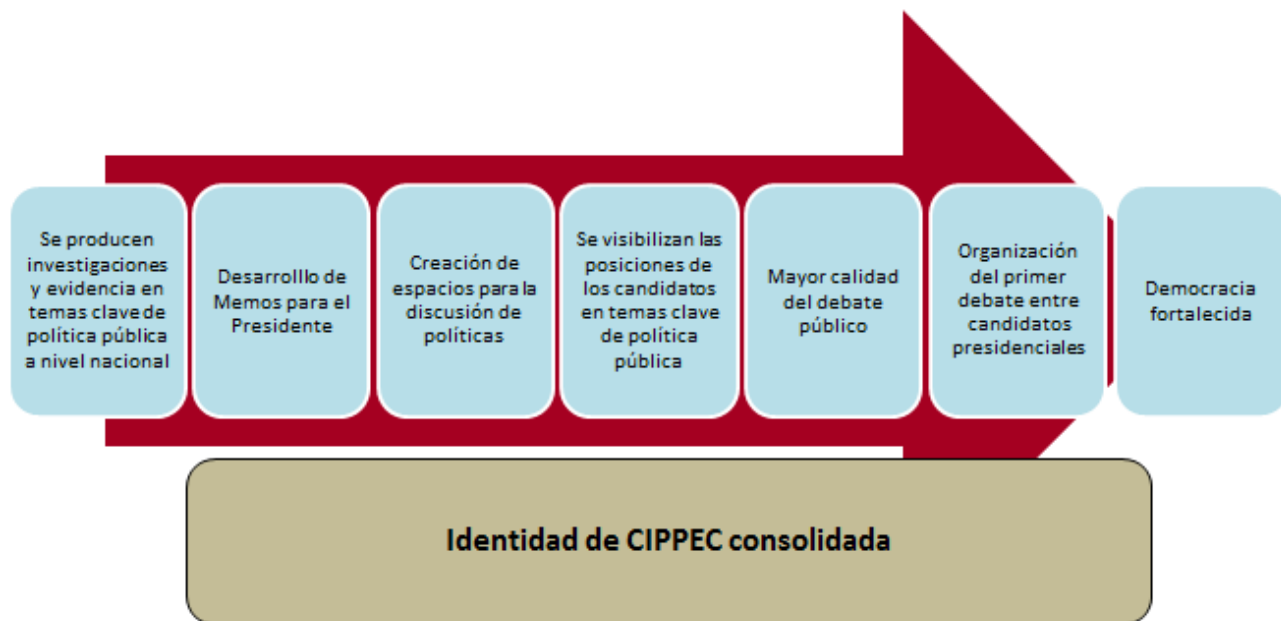 Se producen
investigaciones
y evidencia en
temas clave de
política pública
a nivel nacional
Desarrolllo de
Memos para el
Presidente
Creación de
espacios para la
discusión de
políticas
Se visibilizan las
posiciones de
los candidatos
en temas clave
de política
pública
Mayor calidad
del debate
público
Organización
del primer
debate entre
candidatos
presidenciales
Democracia
fortalecida
Identidad de CIPPEC consolidada